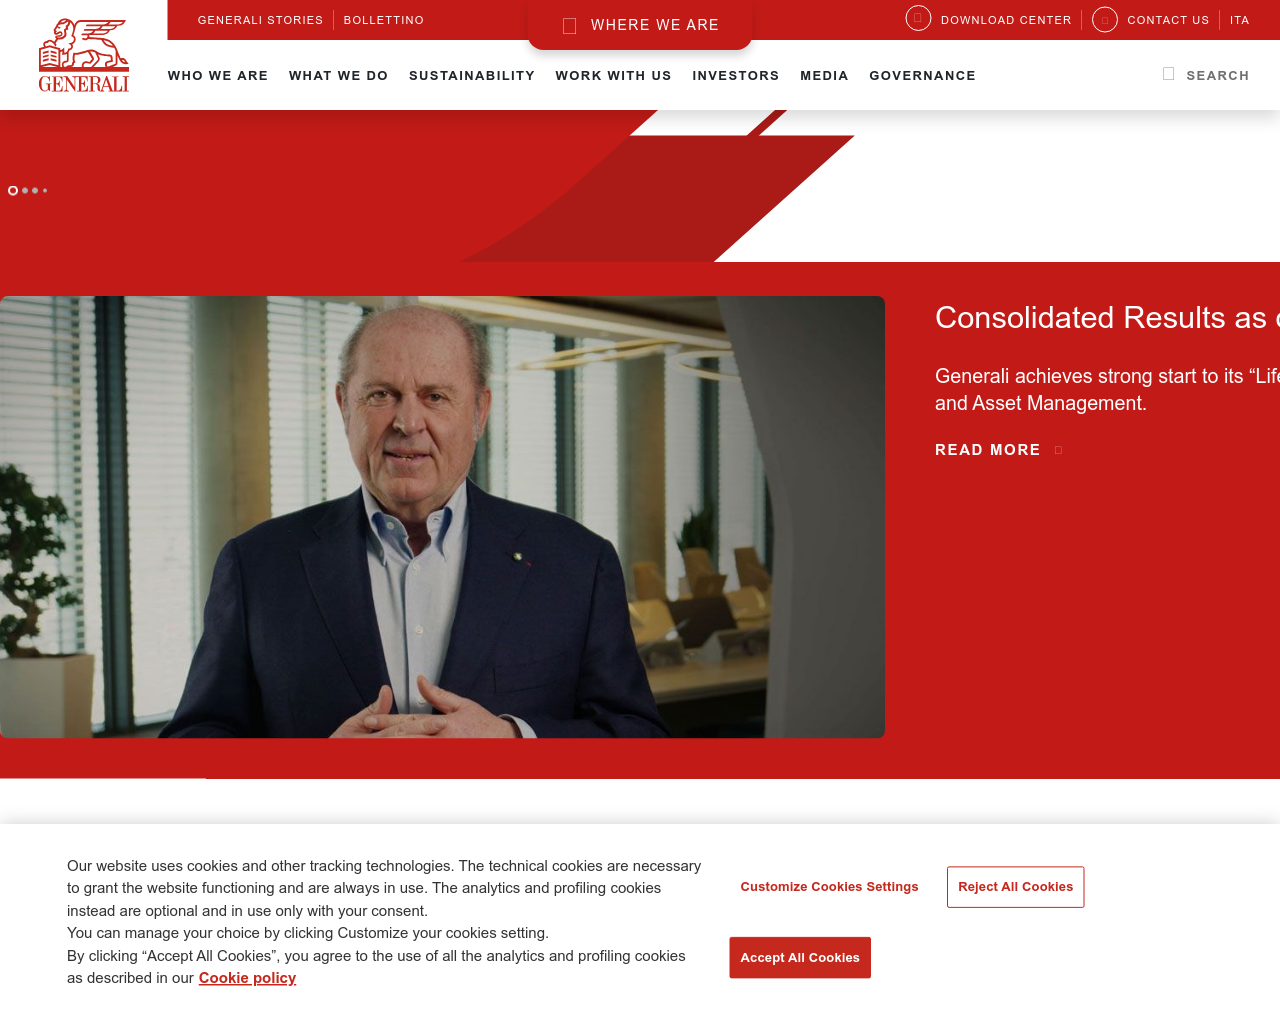 GENERALI STORIES
BOLLETTINO
WHERE WE ARE
DOWNLOAD CENTER
CONTACT US
ITA
GENERALI
WHO WE ARE
WHAT WE DO
SUSTAINABILITY
WORK WITH US
INVESTORS
MEDIA
GOVERNANCE
SEARCH
Consolidated Results as
Generali achieves strong start to its “Life
and Asset Management.
READ MORE
Our website uses cookies and other tracking technologies. The technical cookies are necessary
to grant the website functioning and are always in use. The analytics and profiling cookies
instead are optional and in use only with your consent.
You can manage your choice by clicking Customize your cookies setting.
By clicking “Accept All Cookies”, you agree to the use of all the analytics and profiling cookies
as described in our Cookie policy
Customize Cookies Settings
Reject All Cookies
Accept All Cookies